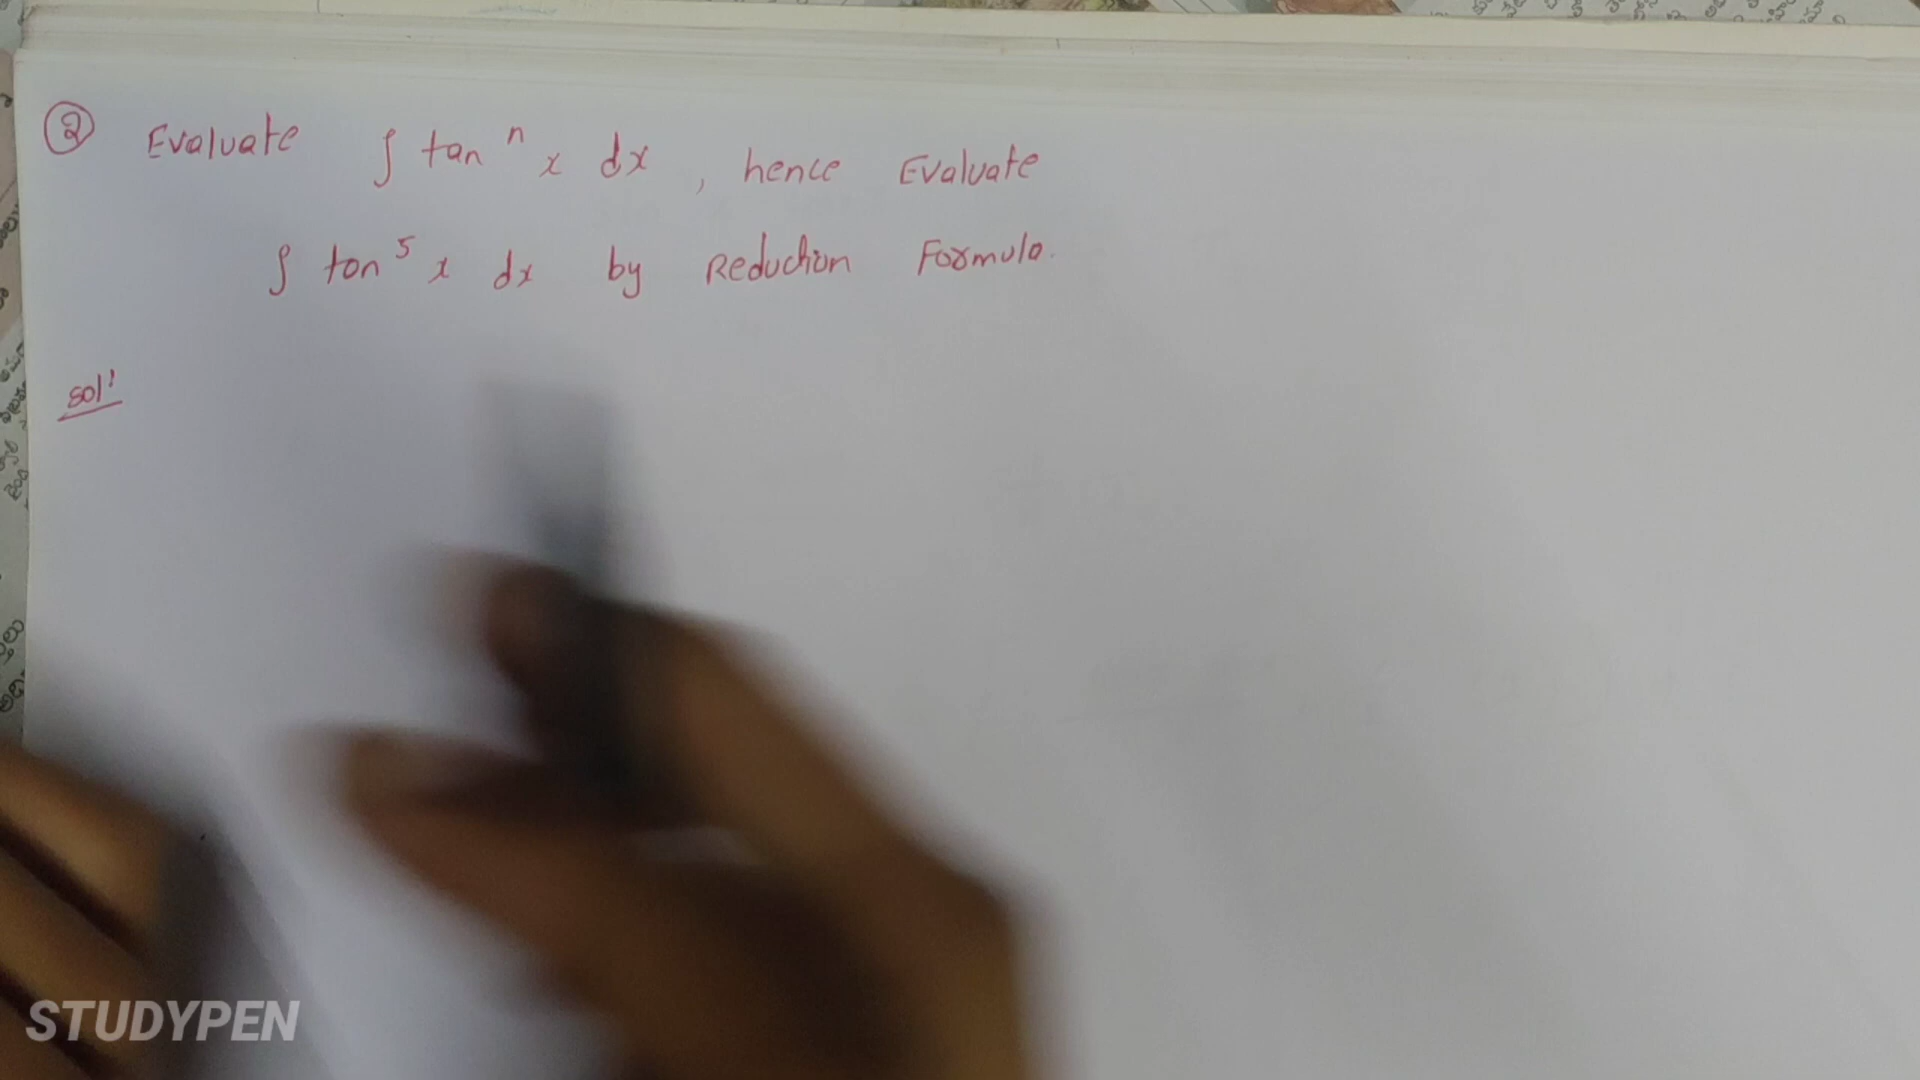 ② Evaluate ∫ tan ⁿ x dx , hence Evaluate
∫ tan ⁵ x dx by Reduction Formula.
sol:
STUDYPEN